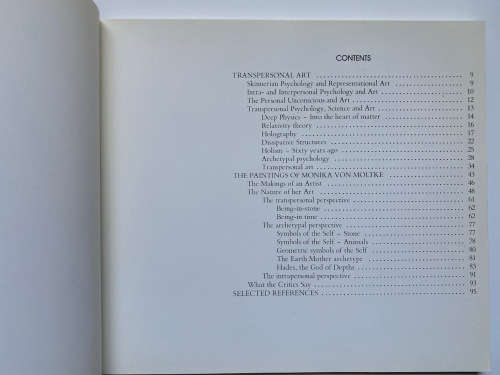 CONTENTS
TRANSPERSONAL ART 9
Skinnerian Psychology and Representational Art 9
Intra- and Interpersonal Psychology and Art 10
The Personal Unconscious and Art 12
Transpersonal Psychology, Science and Art 13
Deep Physics – Into the heart of matter 14
Relativity theory 16
Holography 17
Dissipative Structures 22
Holism – Sixty years ago 25
Archetypal psychology 28
Transpersonal art 34
THE PAINTINGS OF MONIKA VON MOLTKE 43
The Makings of an Artist 46
The Nature of her Art 48
The transpersonal perspective 61
Being-in-stone 62
Being-in time 62
The archetypal perspective 77
Symbols of the Self – Stone 77
Symbols of the Self – Animals 78
Geometric symbols of the Self 80
The Earth Mother archetype 81
Hades, the God of Depths 83
The intrapersonal perspective 91
What the Critics Say 93
SELECTED REFERENCES 95